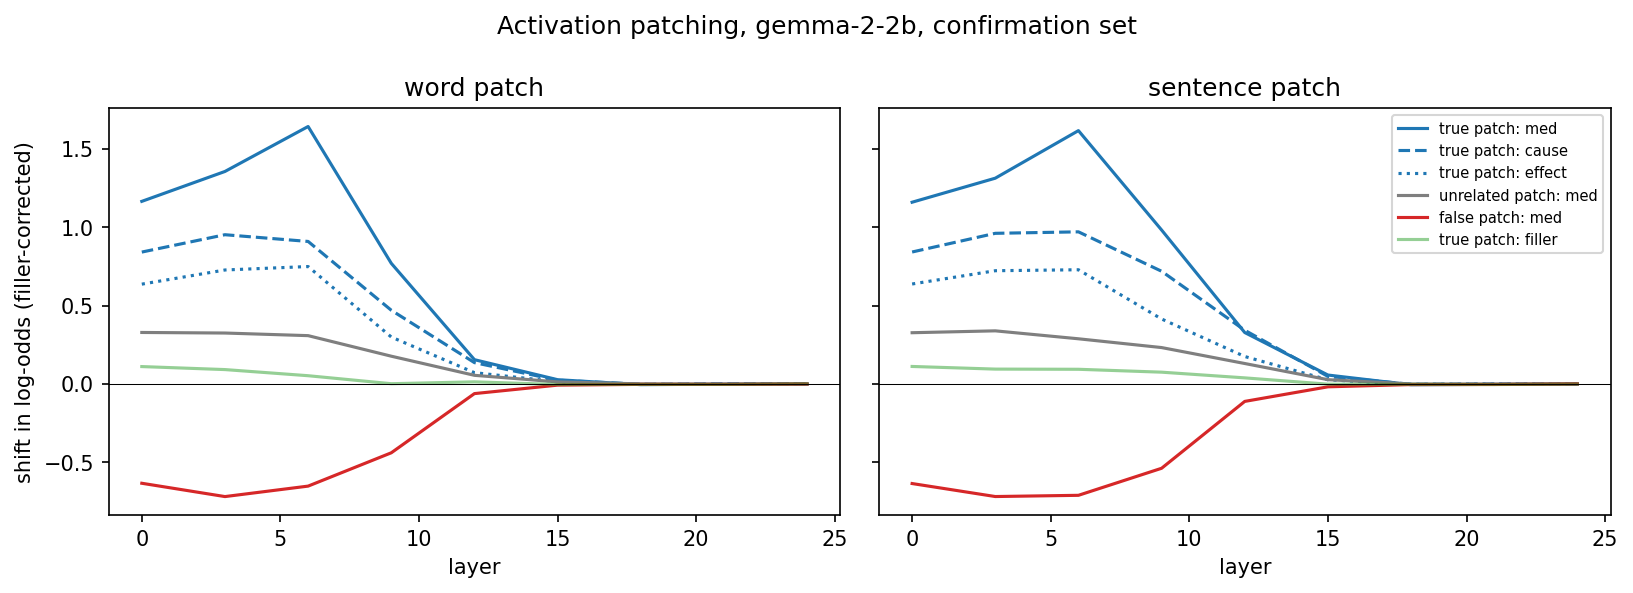 Activation patching, gemma-2-2b, confirmation set
word patch
sentence patch
shift in log-odds (filler-corrected)
1.5
1.0
0.5
0.0
−0.5
true patch: med
true patch: cause
true patch: effect
unrelated patch: med
false patch: med
true patch: filler
0 5 10 15 20 25
0 5 10 15 20 25
layer
layer